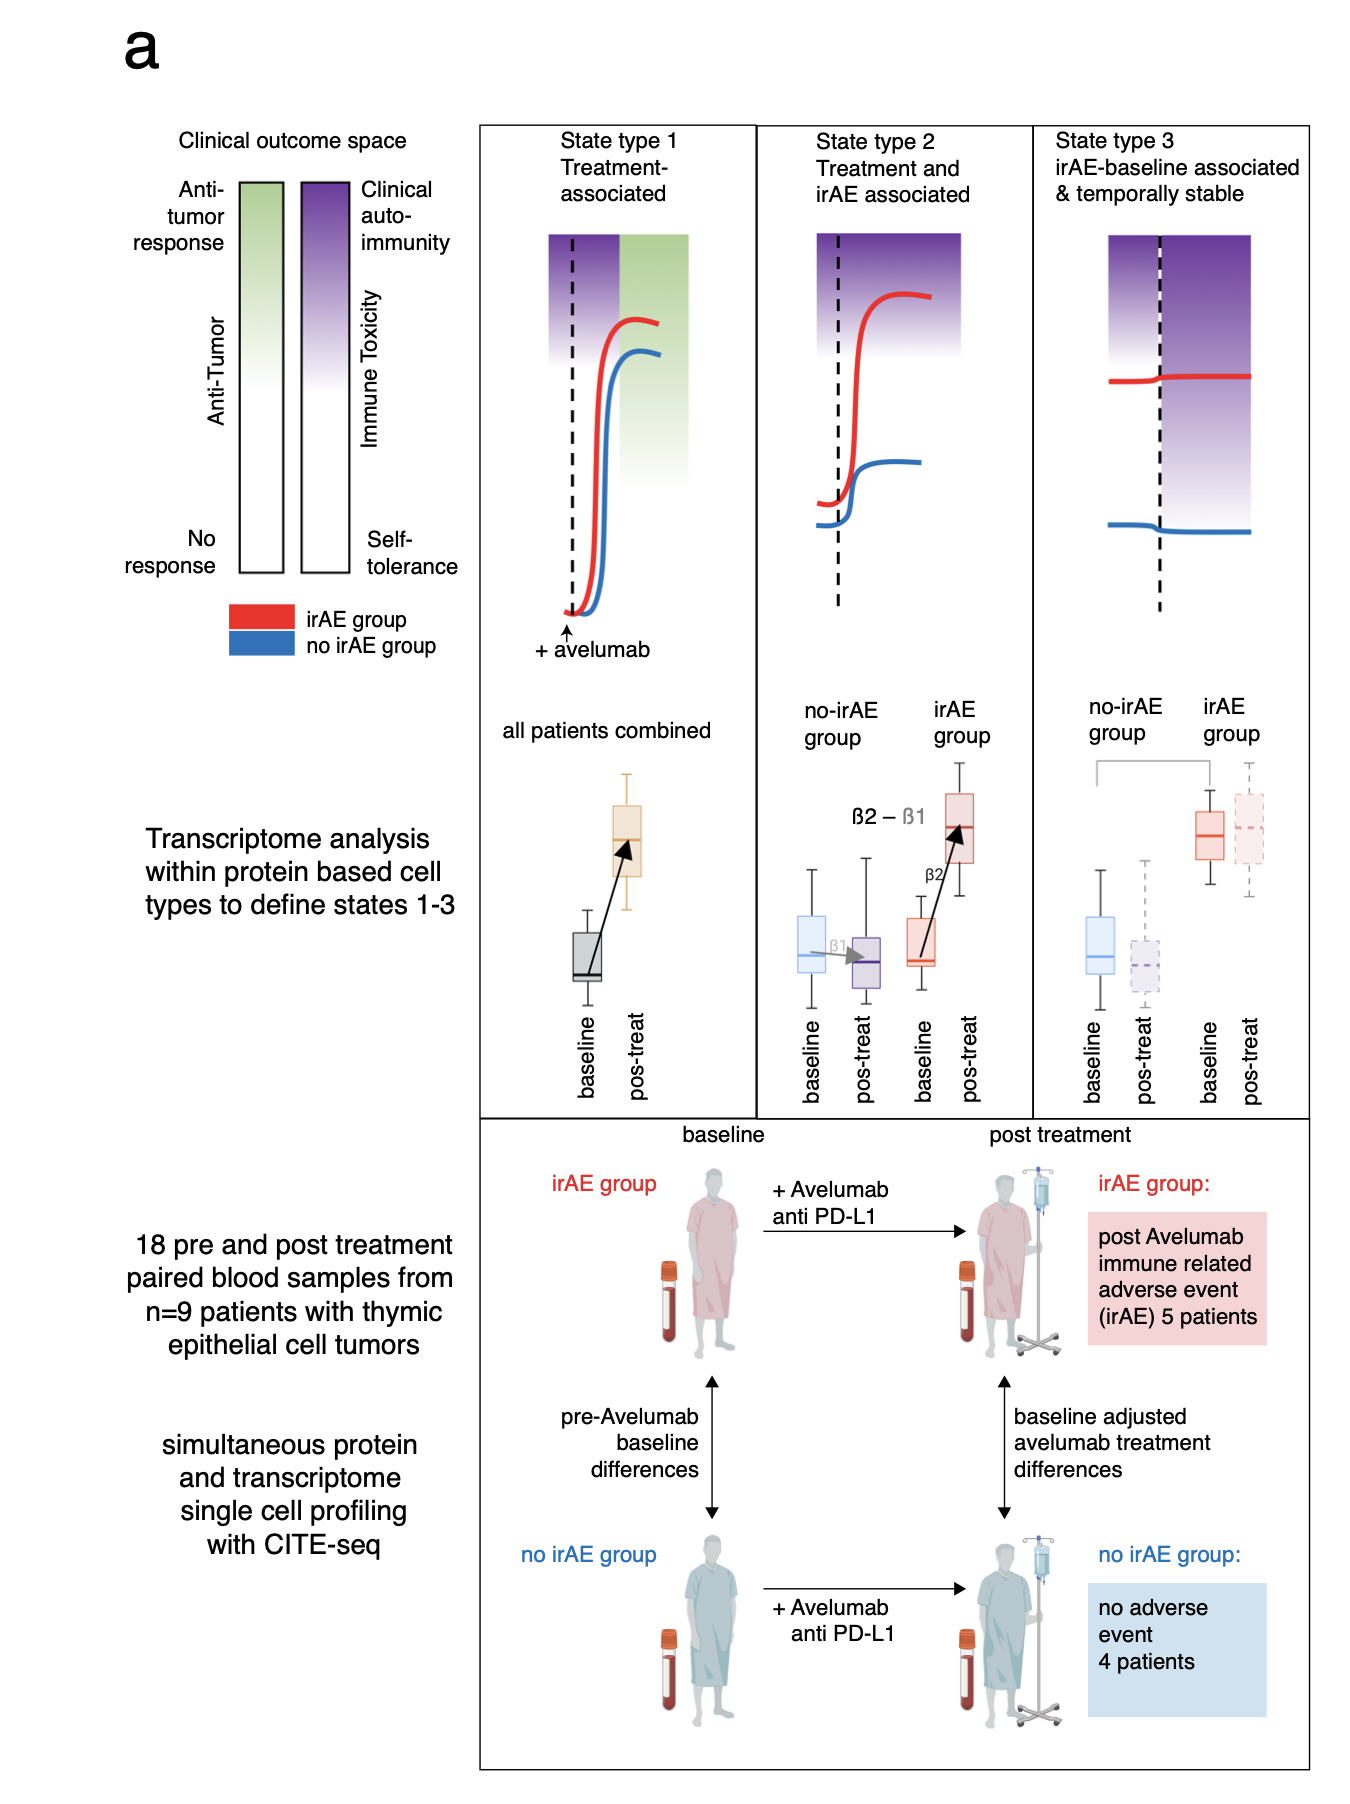 a
Clinical outcome space
Anti-
tumor
response
Clinical
auto-
immunity
Anti-Tumor
Immune Toxicity
No
response
Self-
tolerance
irAE group
no irAE group
State type 1
Treatment-
associated
+ avelumab
State type 2
Treatment and
irAE associated
State type 3
irAE-baseline associated
& temporally stable
Transcriptome analysis
within protein based cell
types to define states 1-3
all patients combined
baseline
pos-treat
no-irAE
group
irAE
group
ß2 – ß1
β1
β2
baseline
pos-treat
baseline
pos-treat
no-irAE
group
irAE
group
baseline
pos-treat
baseline
pos-treat
18 pre and post treatment
paired blood samples from
n=9 patients with thymic
epithelial cell tumors
simultaneous protein
and transcriptome
single cell profiling
with CITE-seq
baseline
post treatment
irAE group
+ Avelumab
anti PD-L1
irAE group:
post Avelumab
immune related
adverse event
(irAE) 5 patients
pre-Avelumab
baseline
differences
baseline adjusted
avelumab treatment
differences
no irAE group
+ Avelumab
anti PD-L1
no irAE group:
no adverse
event
4 patients